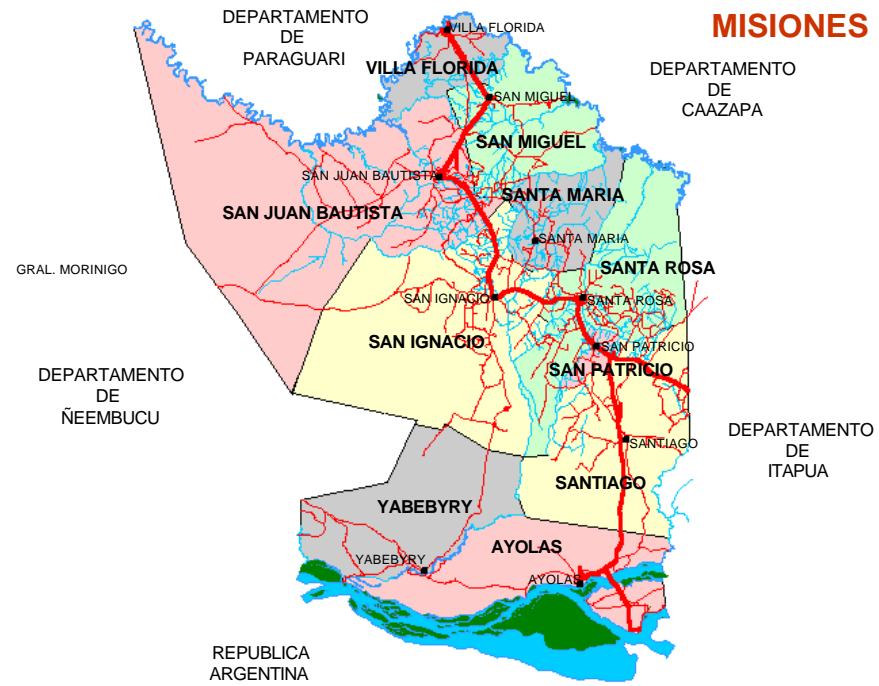 MISIONES
DEPARTAMENTO
DE
PARAGUARI
VILLA FLORIDA
VILLA FLORIDA
DEPARTAMENTO
DE
CAAZAPA
SAN MIGUEL
SAN MIGUEL
SAN JUAN BAUTISTA
SAN JUAN BAUTISTA
SANTA MARIA
SANTA MARIA
GRAL. MORINIGO
SANTA ROSA
SANTA ROSA
SAN IGNACIO
SAN IGNACIO
SAN PATRICIO
SAN PATRICIO
DEPARTAMENTO
DE
ÑEEMBUCU
DEPARTAMENTO
DE
ITAPUA
SANTIAGO
SANTIAGO
YABEBYRY
YABEBYRY
AYOLAS
AYOLAS
REPUBLICA
ARGENTINA